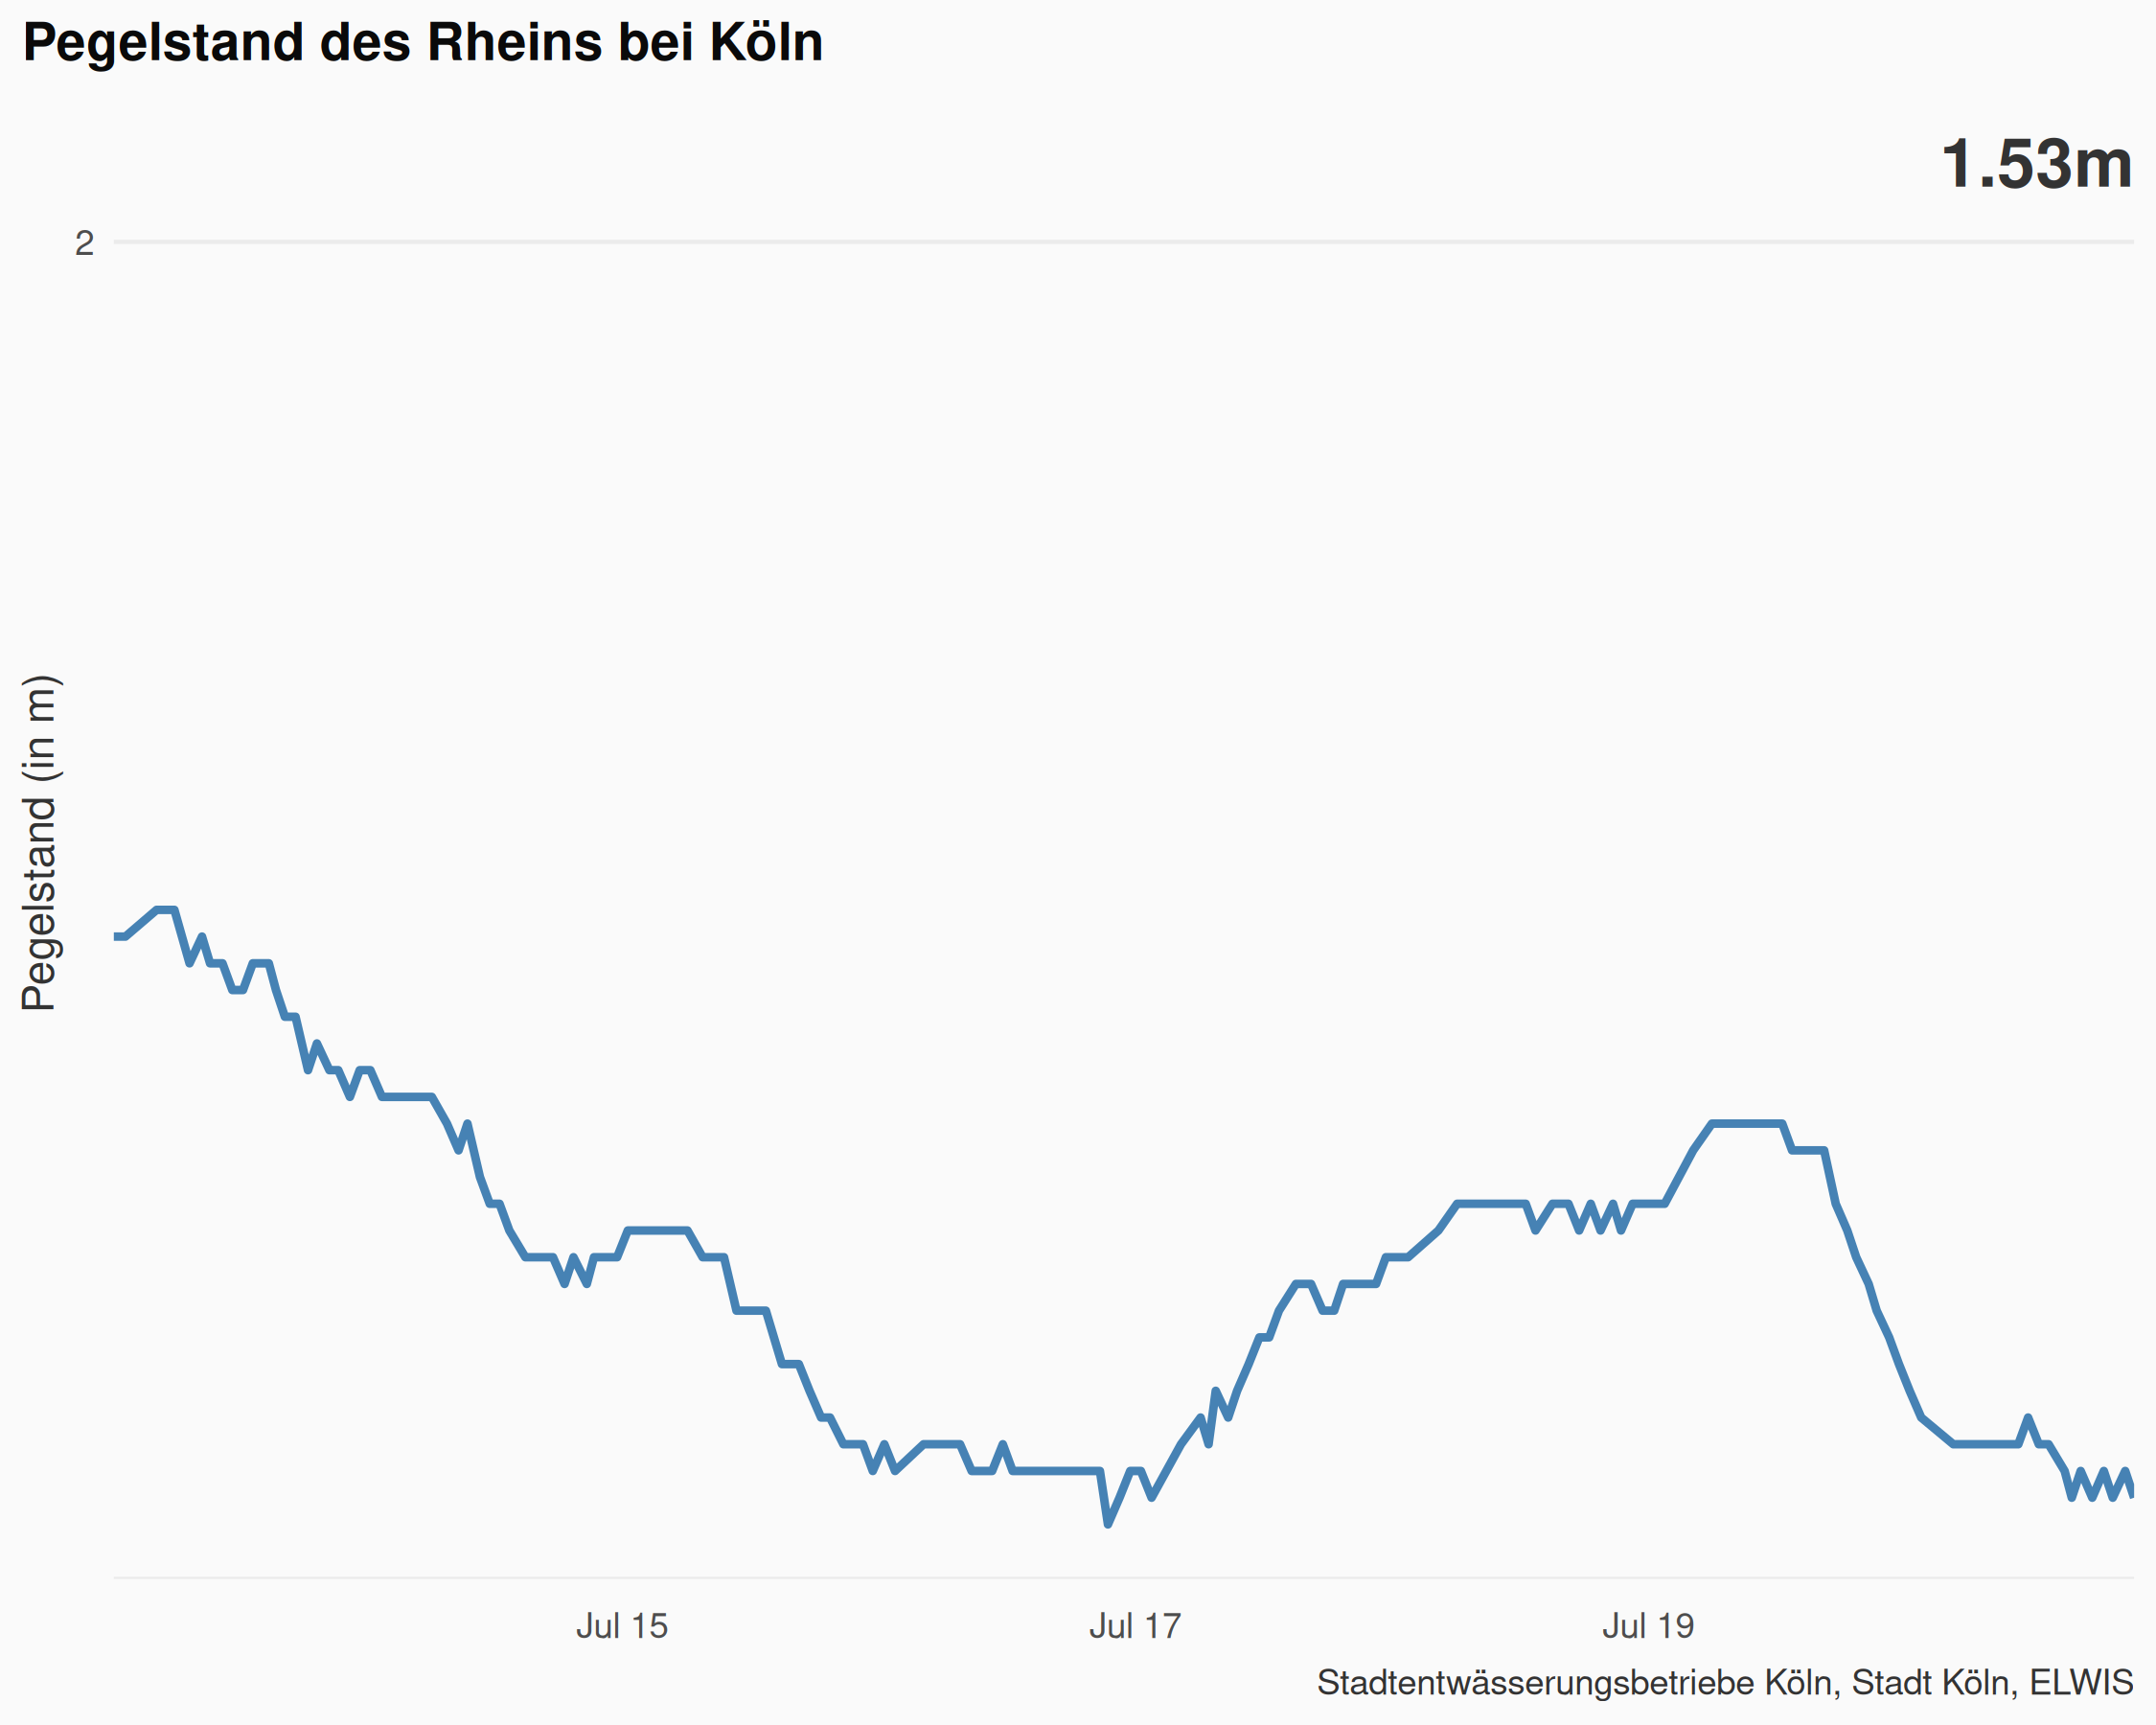 Pegelstand des Rheins bei Köln
1.53m
2
Pegelstand (in m)
Jul 15
Jul 17
Jul 19
Stadtentwässerungsbetriebe Köln, Stadt Köln, ELWIS